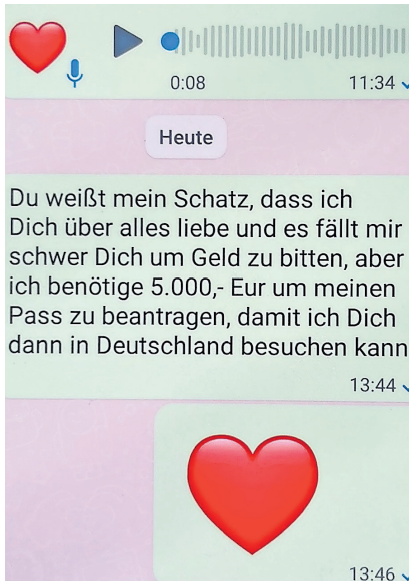 0:08 11:34
Heute
Du weißt mein Schatz, dass ich
Dich über alles liebe und es fällt mir
schwer Dich um Geld zu bitten, aber
ich benötige 5.000,- Eur um meinen
Pass zu beantragen, damit ich Dich
dann in Deutschland besuchen kann
13:44
13:46